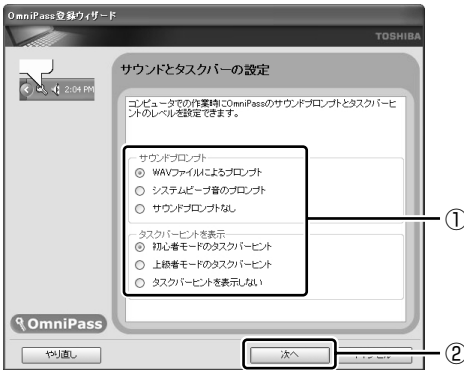 OmniPass登録ウィザード
TOSHIBA
サウンドとタスクバーの設定
2:04 PM
コンピュータでの作業時にOmniPassのサウンドプロンプトとタスクバーヒ
ントのレベルを設定できます。
サウンドプロンプト
WAVファイルによるプロンプト
システムビープ音のプロンプト
サウンドプロンプトなし
①
タスクバーヒントを表示
初心者モードのタスクバーヒント
上級者モードのタスクバーヒント
タスクバーヒントを表示しない
OmniPass
やり直し
次へ
②